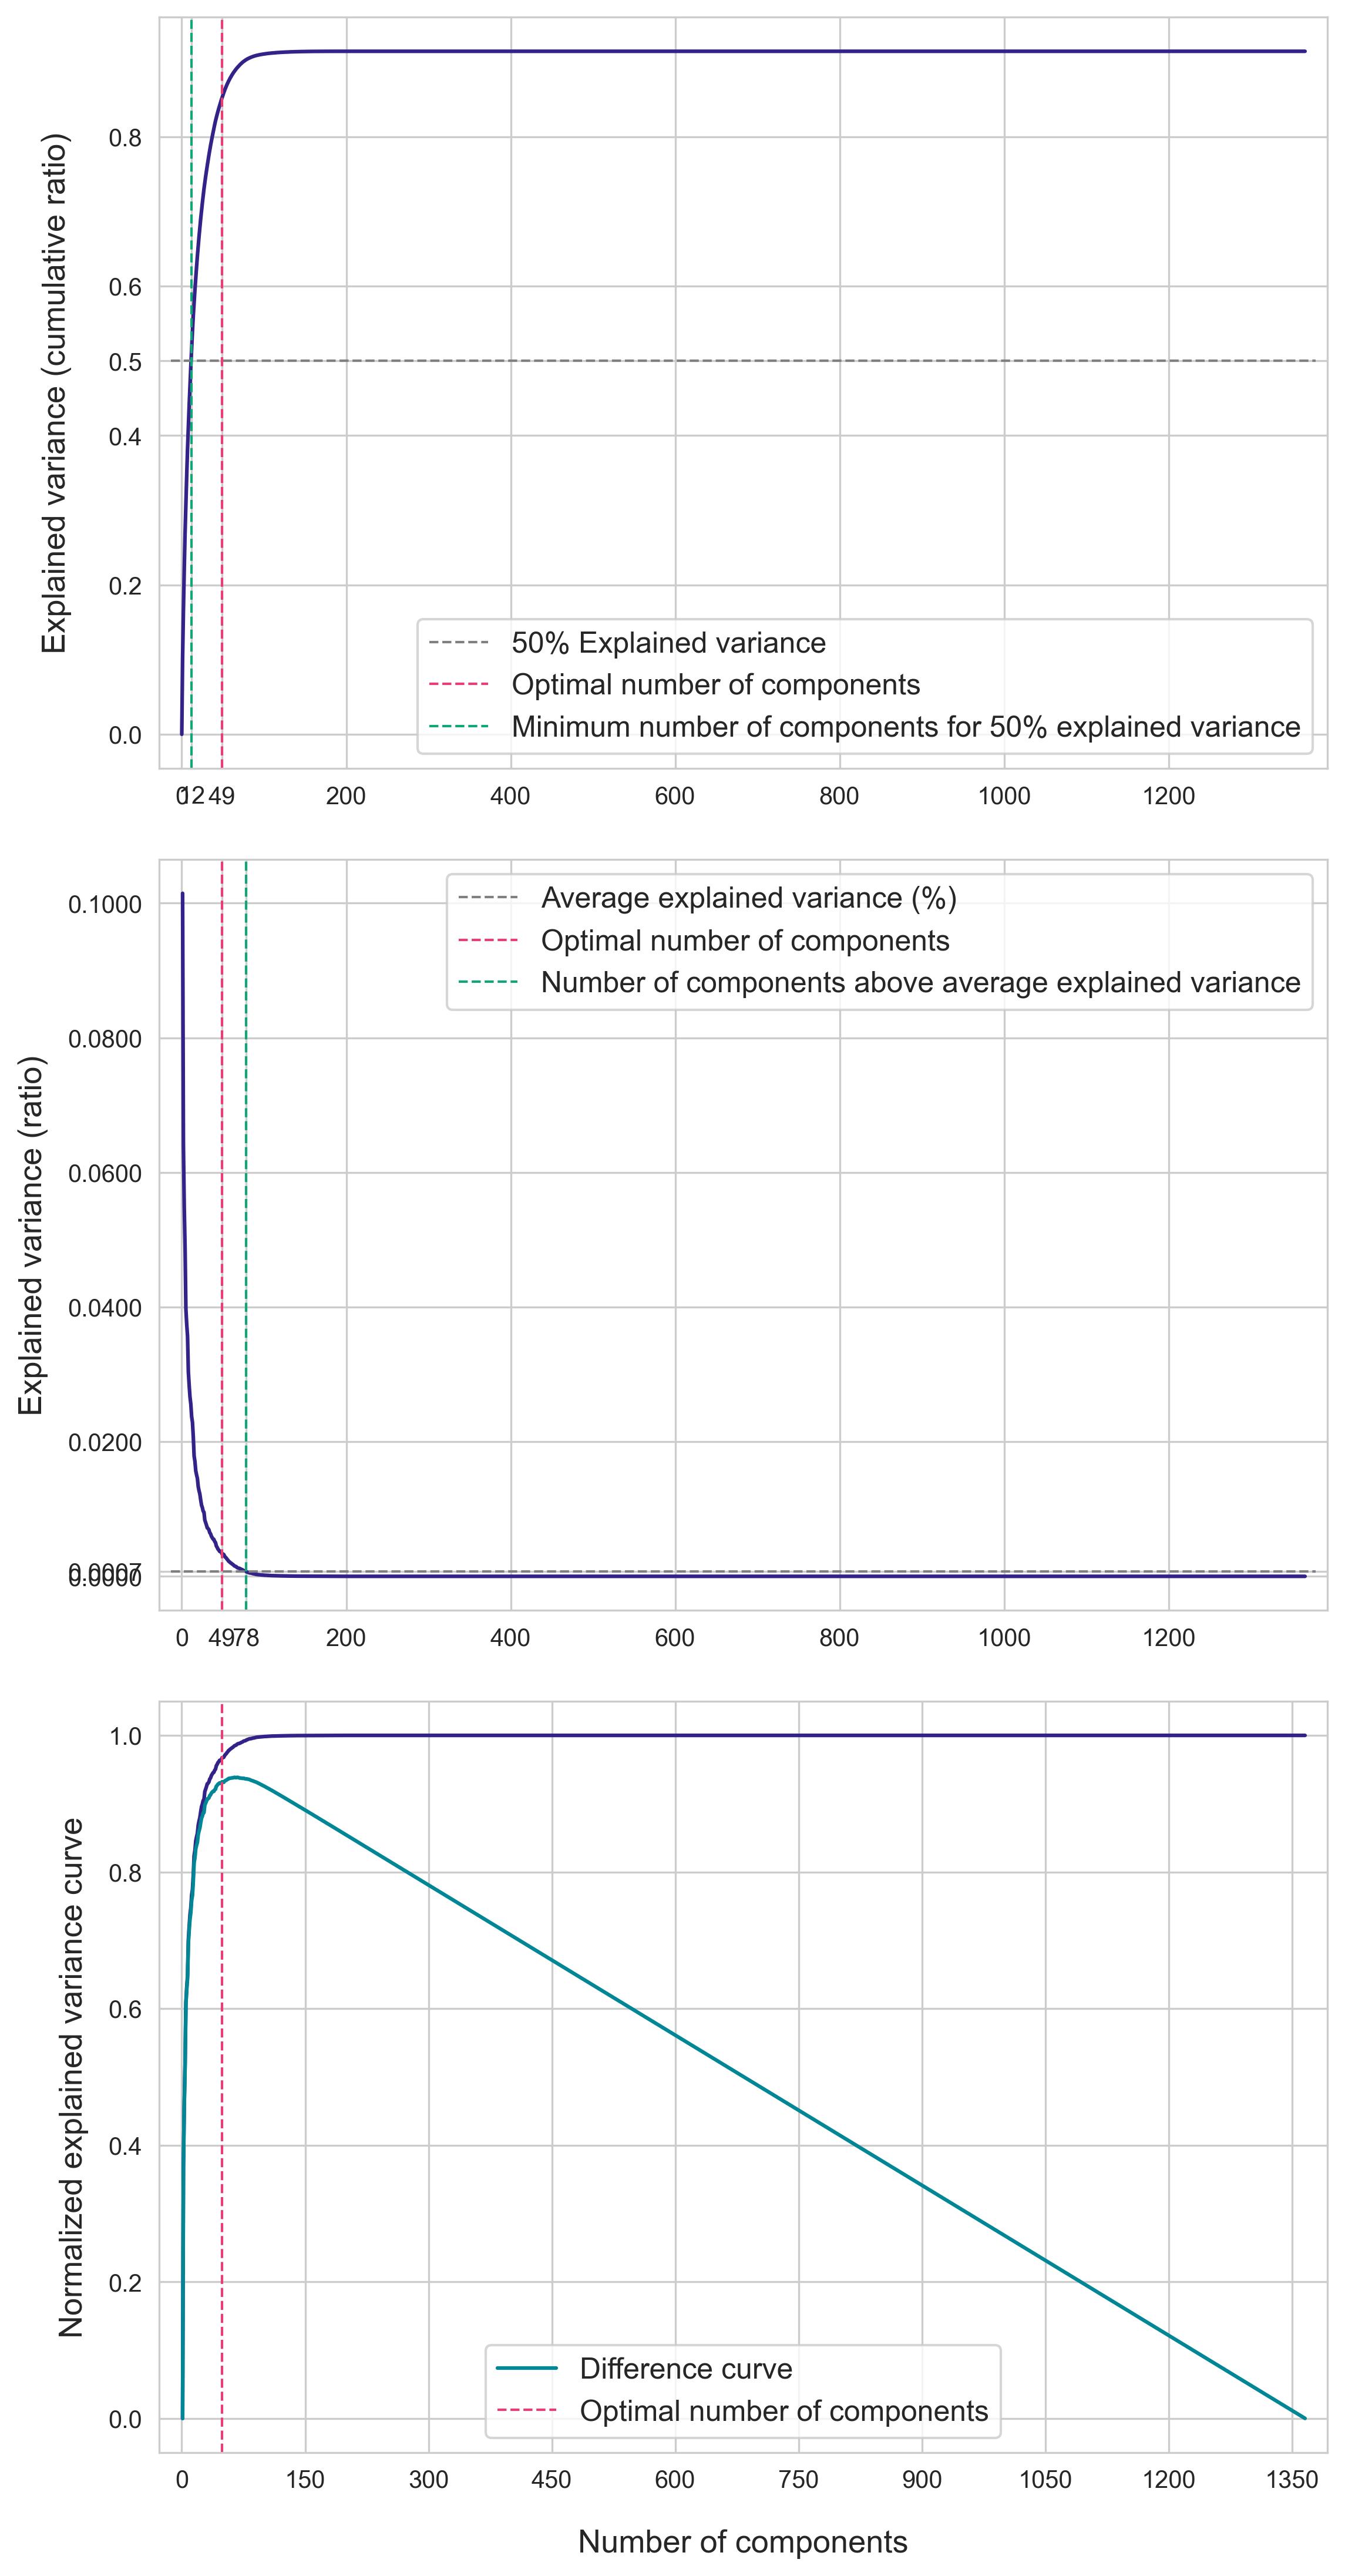 Explained variance (cumulative ratio)
0.8
0.6
0.5
0.4
0.2
0.0
50% Explained variance
Optimal number of components
Minimum number of components for 50% explained variance
0 12 49 200 400 600 800 1000 1200
Explained variance (ratio)
0.1000
0.0800
0.0600
0.0400
0.0200
0.0007
0.0000
Average explained variance (%)
Optimal number of components
Number of components above average explained variance
0 49 78 200 400 600 800 1000 1200
Normalized explained variance curve
1.0
0.8
0.6
0.4
0.2
0.0
Difference curve
Optimal number of components
0 150 300 450 600 750 900 1050 1200 1350
Number of components